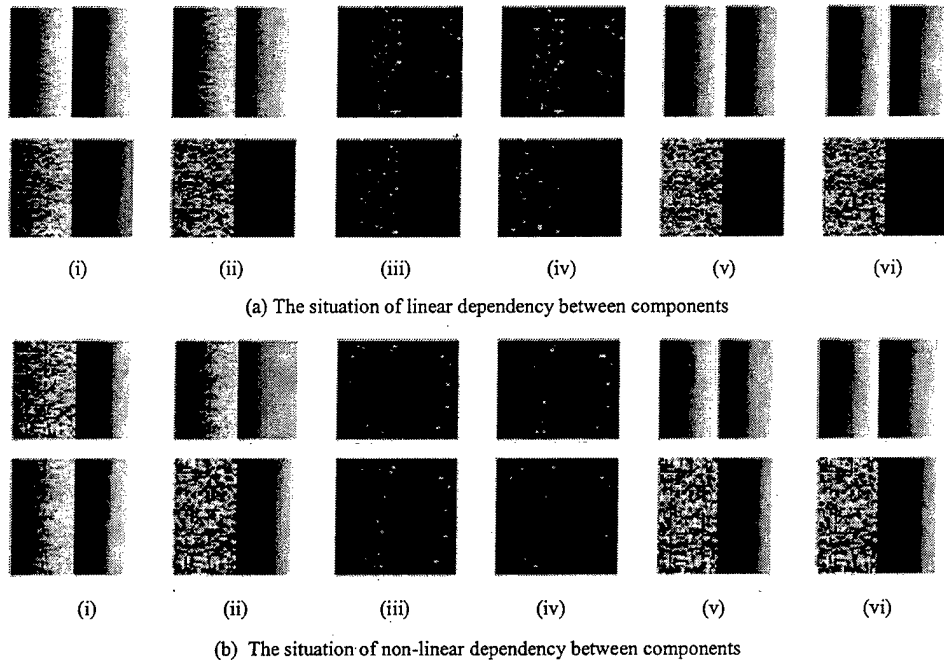 (i) (ii) (iii) (iv) (v) (vi)
(a) The situation of linear dependency between components
(i) (ii) (iii) (iv) (v) (vi)
(b) The situation of non-linear dependency between components